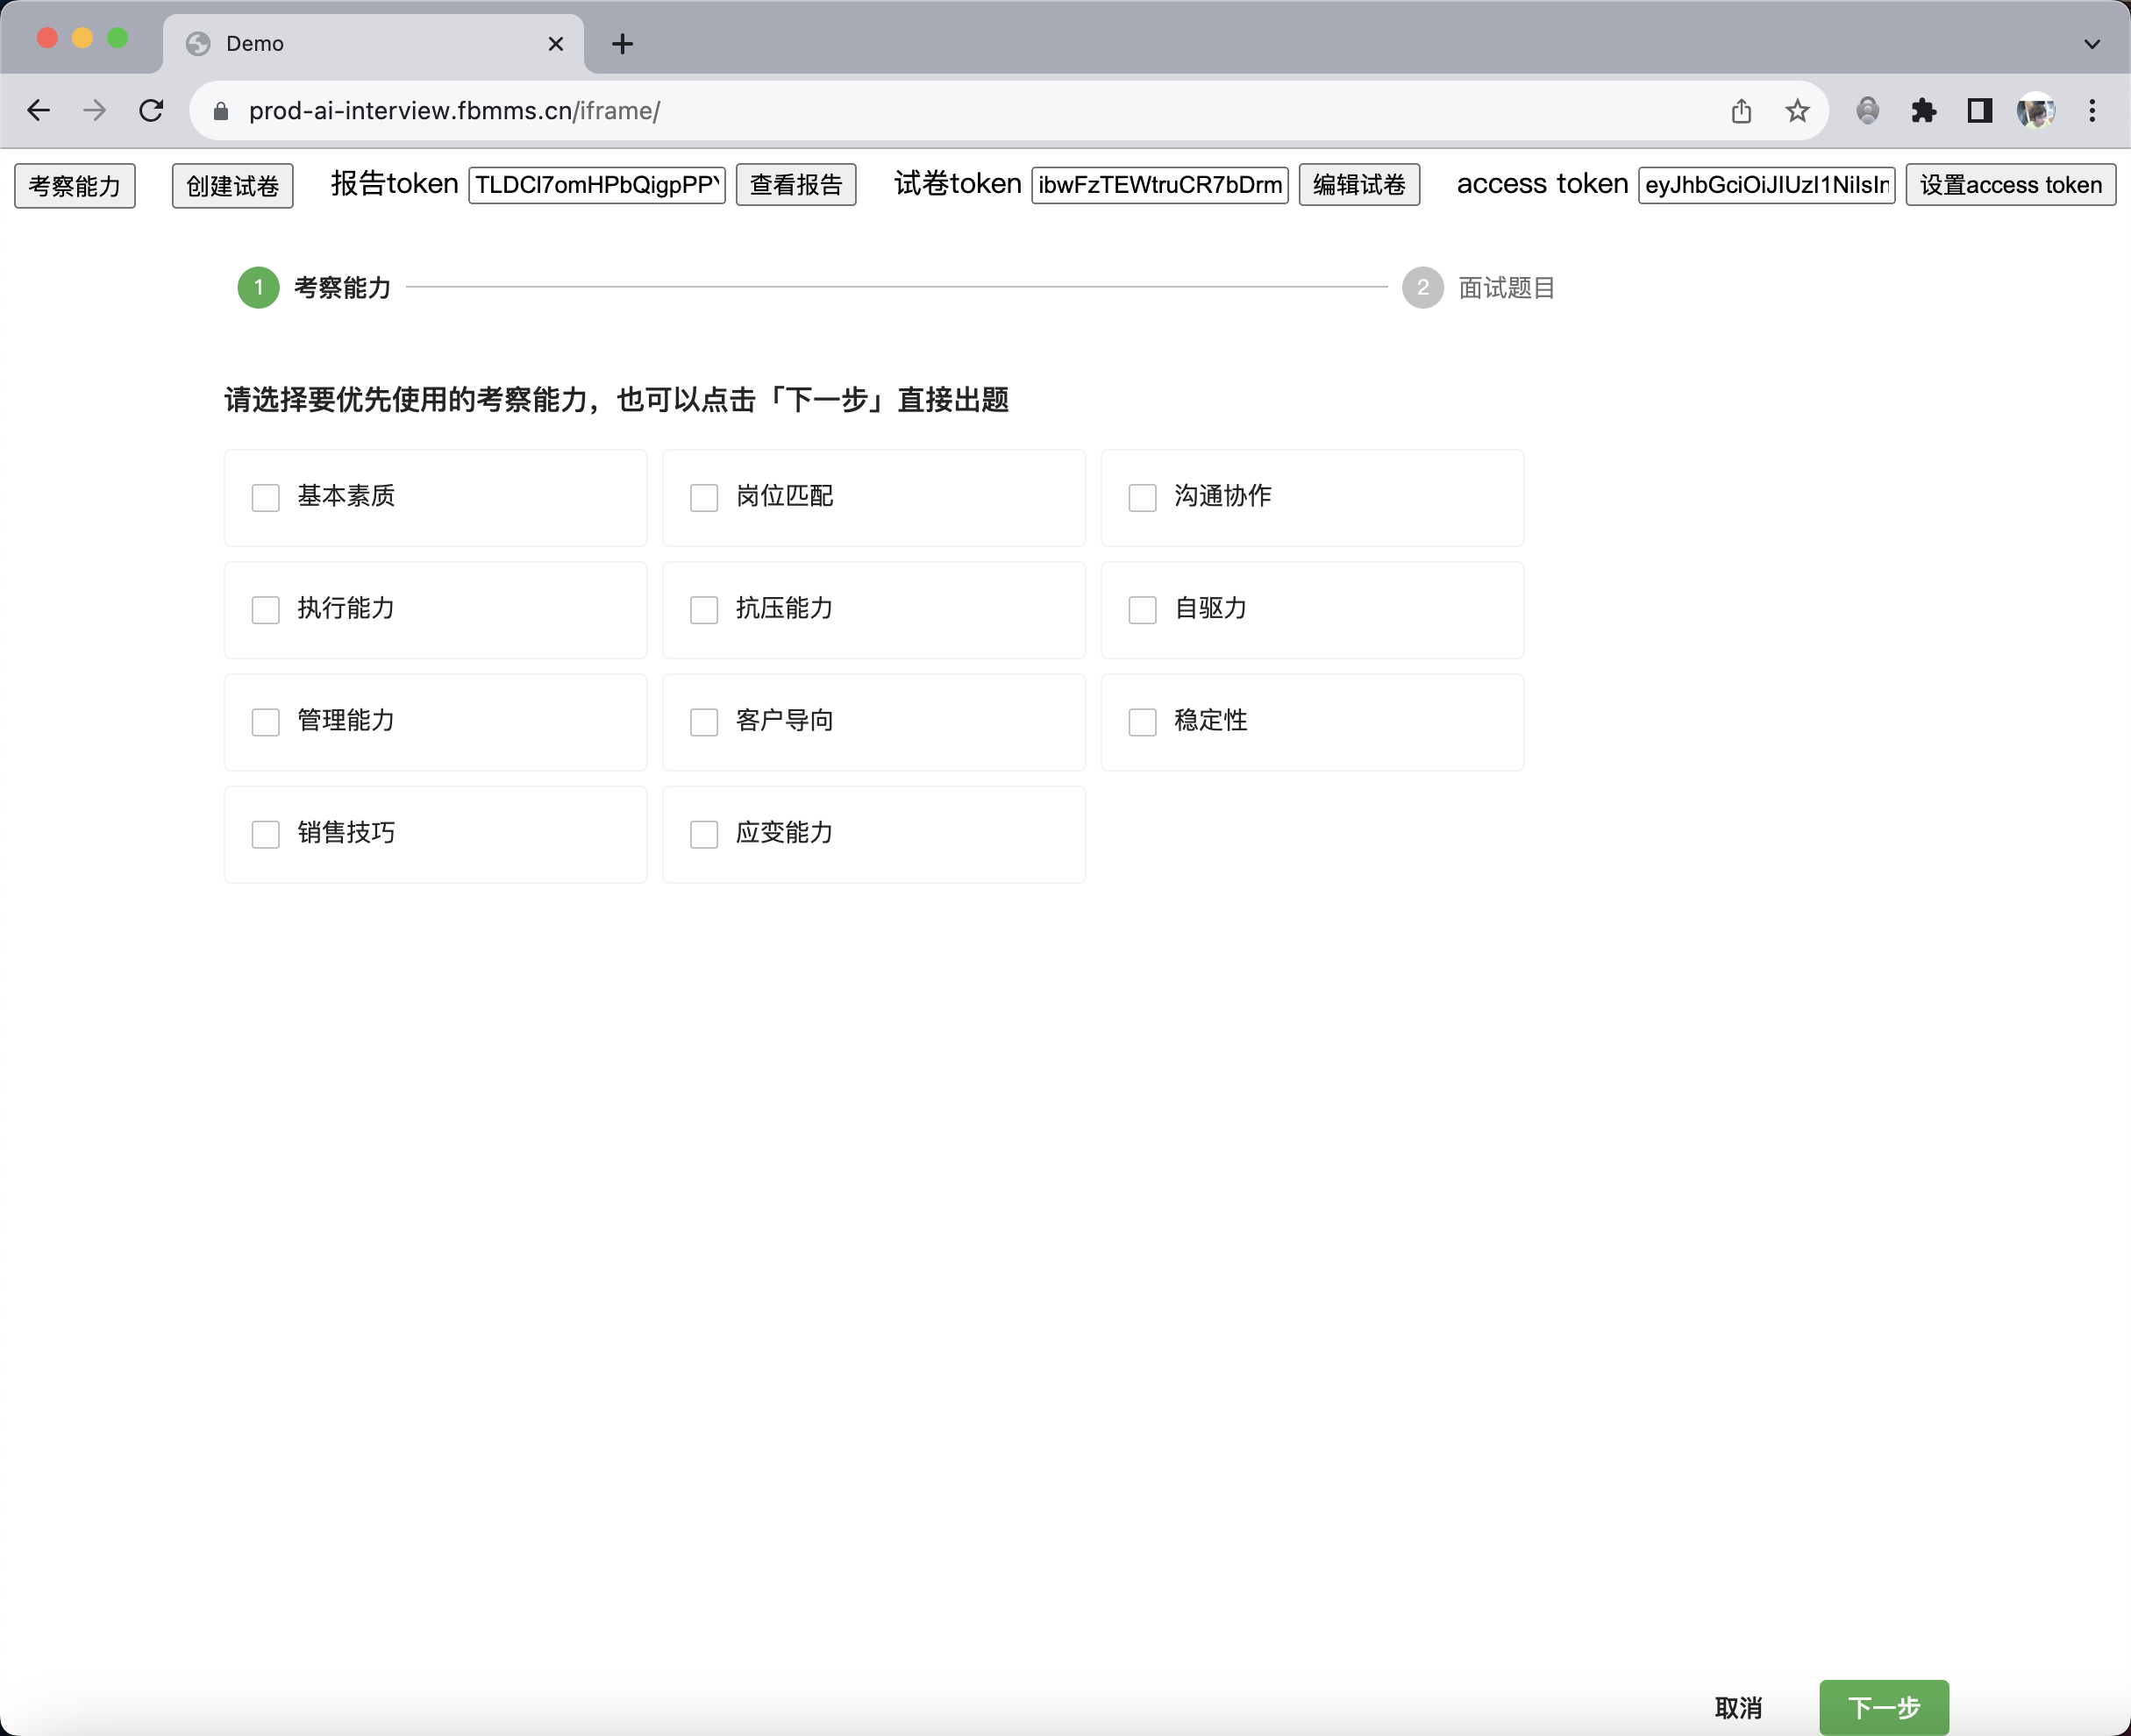 Demo
prod-ai-interview.fbmms.cn/iframe/
考察能力 创建试卷 报告token TLDCl7omHPbQigpPP 查看报告 试卷token ibwFzTEWtruCR7bDrm 编辑试卷 access token eyJhbGciOiJIUzI1NiIsIn 设置access token
1 考察能力 2 面试题目
请选择要优先使用的考察能力，也可以点击「下一步」直接出题
基本素质 岗位匹配 沟通协作
执行能力 抗压能力 自驱力
管理能力 客户导向 稳定性
销售技巧 应变能力
取消 下一步